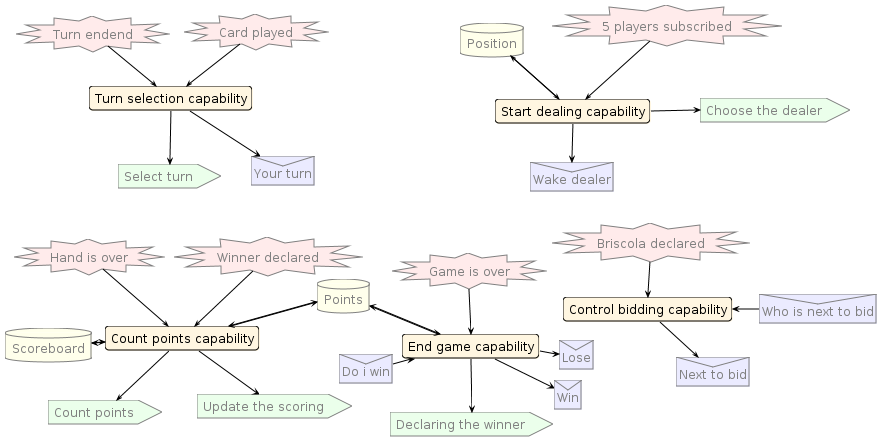 Turn endend
Card played
5 players subscribed
Position
Turn selection capability
Start dealing capability
Choose the dealer
Select turn
Your turn
Wake dealer
Hand is over
Winner declared
Briscola declared
Game is over
Points
Control bidding capability
Who is next to bid
Scoreboard
Count points capability
End game capability
Lose
Do i win
Next to bid
Win
Count points
Update the scoring
Declaring the winner